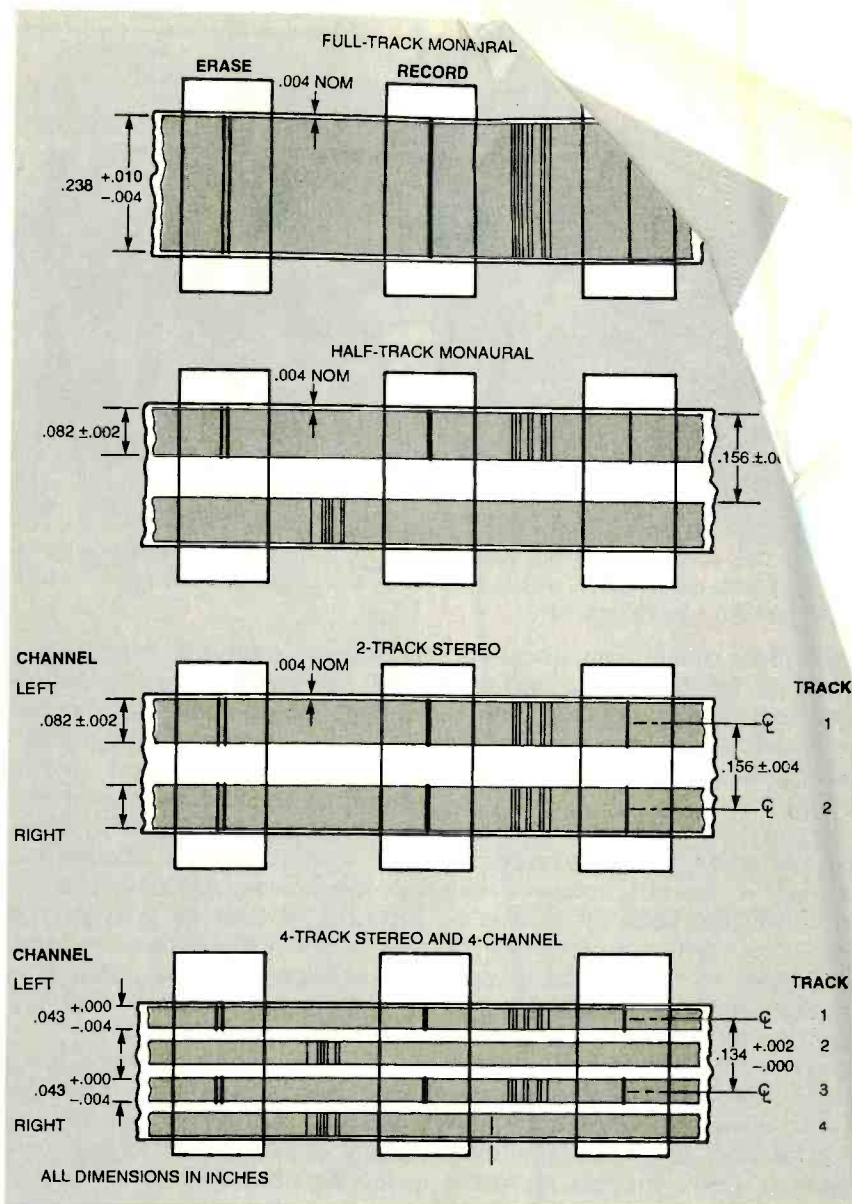 FULL-TRACK MONAURAL
ERASE
RECORD
.004 NOM
.238 +.010
−.004
HALF-TRACK MONAURAL
.004 NOM
.082 ±.002
.156
2-TRACK STEREO
CHANNEL
.004 NOM
TRACK
LEFT
.082 ±.002
℄ 1
.156 ±.004
℄ 2
RIGHT
4-TRACK STEREO AND 4-CHANNEL
CHANNEL
TRACK
LEFT
.043 +.000
−.004
℄ 1
2
.134 +.002
−.000
.043 +.000
−.004
℄ 3
RIGHT
4
ALL DIMENSIONS IN INCHES